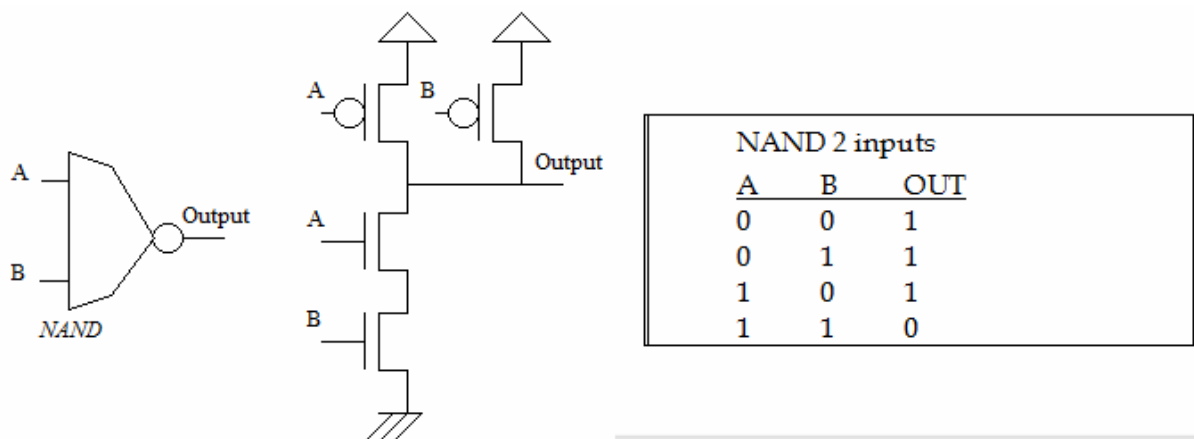 A
B
Output
NAND
A
B
Output
A
B
NAND 2 inputs
A B OUT
0 0 1
0 1 1
1 0 1
1 1 0